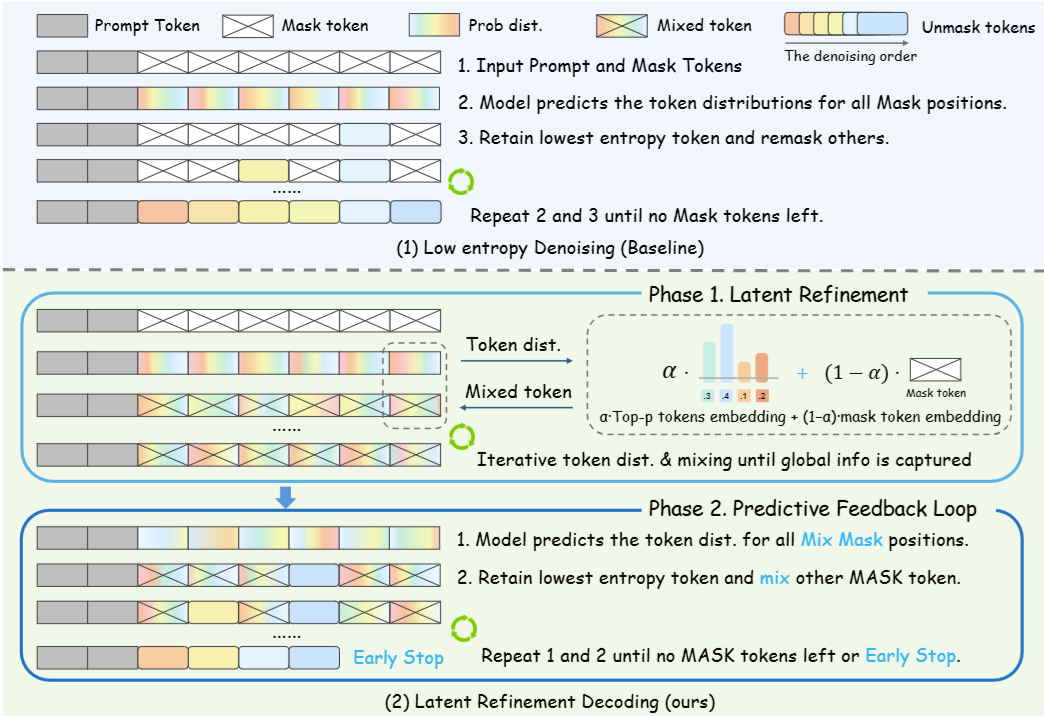 Prompt Token
Mask token
Prob dist.
Mixed token
Unmask tokens
The denoising order
1. Input Prompt and Mask Tokens
2. Model predicts the token distributions for all Mask positions.
3. Retain lowest entropy token and remask others.
......
Repeat 2 and 3 until no Mask tokens left.
(1) Low entropy Denoising (Baseline)
Phase 1. Latent Refinement
Token dist.
Mixed token
α · + (1 − α) ·
.3 .4 .1 .2
Mask token
α·Top-p tokens embedding + (1-α)·mask token embedding
......
Iterative token dist. & mixing until global info is captured
Phase 2. Predictive Feedback Loop
1. Model predicts the token dist. for all Mix Mask positions.
2. Retain lowest entropy token and mix other MASK token.
......
Early Stop
Repeat 1 and 2 until no MASK tokens left or Early Stop.
(2) Latent Refinement Decoding (ours)